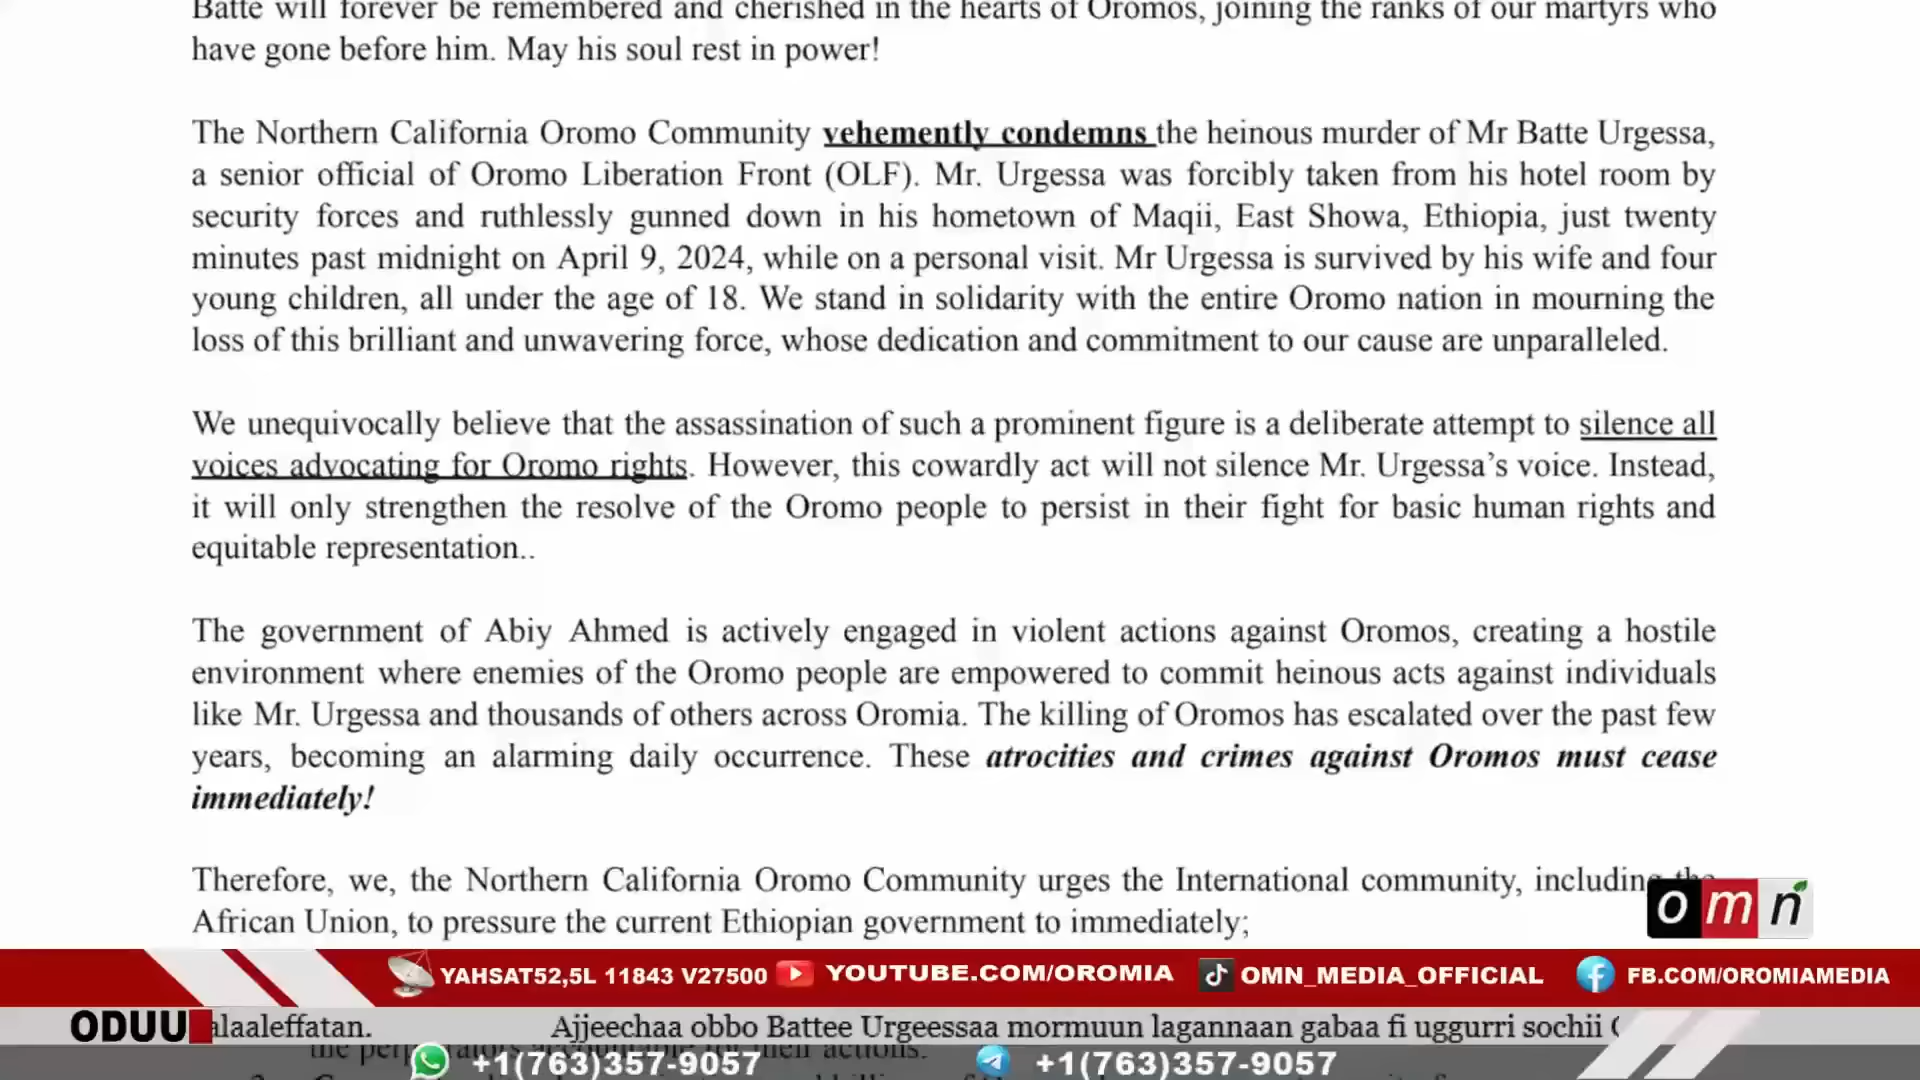 Batte will forever be remembered and cherished in the hearts of Oromos, joining the ranks of our martyrs who
have gone before him. May his soul rest in power!
The Northern California Oromo Community vehemently condemns the heinous murder of Mr Batte Urgessa,
a senior official of Oromo Liberation Front (OLF). Mr. Urgessa was forcibly taken from his hotel room by
security forces and ruthlessly gunned down in his hometown of Maqii, East Showa, Ethiopia, just twenty
minutes past midnight on April 9, 2024, while on a personal visit. Mr Urgessa is survived by his wife and four
young children, all under the age of 18. We stand in solidarity with the entire Oromo nation in mourning the
loss of this brilliant and unwavering force, whose dedication and commitment to our cause are unparalleled.
We unequivocally believe that the assassination of such a prominent figure is a deliberate attempt to silence all
voices advocating for Oromo rights. However, this cowardly act will not silence Mr. Urgessa’s voice. Instead,
it will only strengthen the resolve of the Oromo people to persist in their fight for basic human rights and
equitable representation..
The government of Abiy Ahmed is actively engaged in violent actions against Oromos, creating a hostile
environment where enemies of the Oromo people are empowered to commit heinous acts against individuals
like Mr. Urgessa and thousands of others across Oromia. The killing of Oromos has escalated over the past few
years, becoming an alarming daily occurrence. These atrocities and crimes against Oromos must cease
immediately!
Therefore, we, the Northern California Oromo Community urges the International community, including the
African Union, to pressure the current Ethiopian government to immediately;
omn
YAHSAT52,5L 11843 V27500 YOUTUBE.COM/OROMIA OMN_MEDIA_OFFICIAL FB.COM/OROMIAMEDIA
ODUU alaaleffatan. Ajjeechaa obbo Battee Urgeessaa mormuun lagannaan gabaa fi uggurri sochii
the their actions.
+1(763)357-9057 +1(763)357-9057